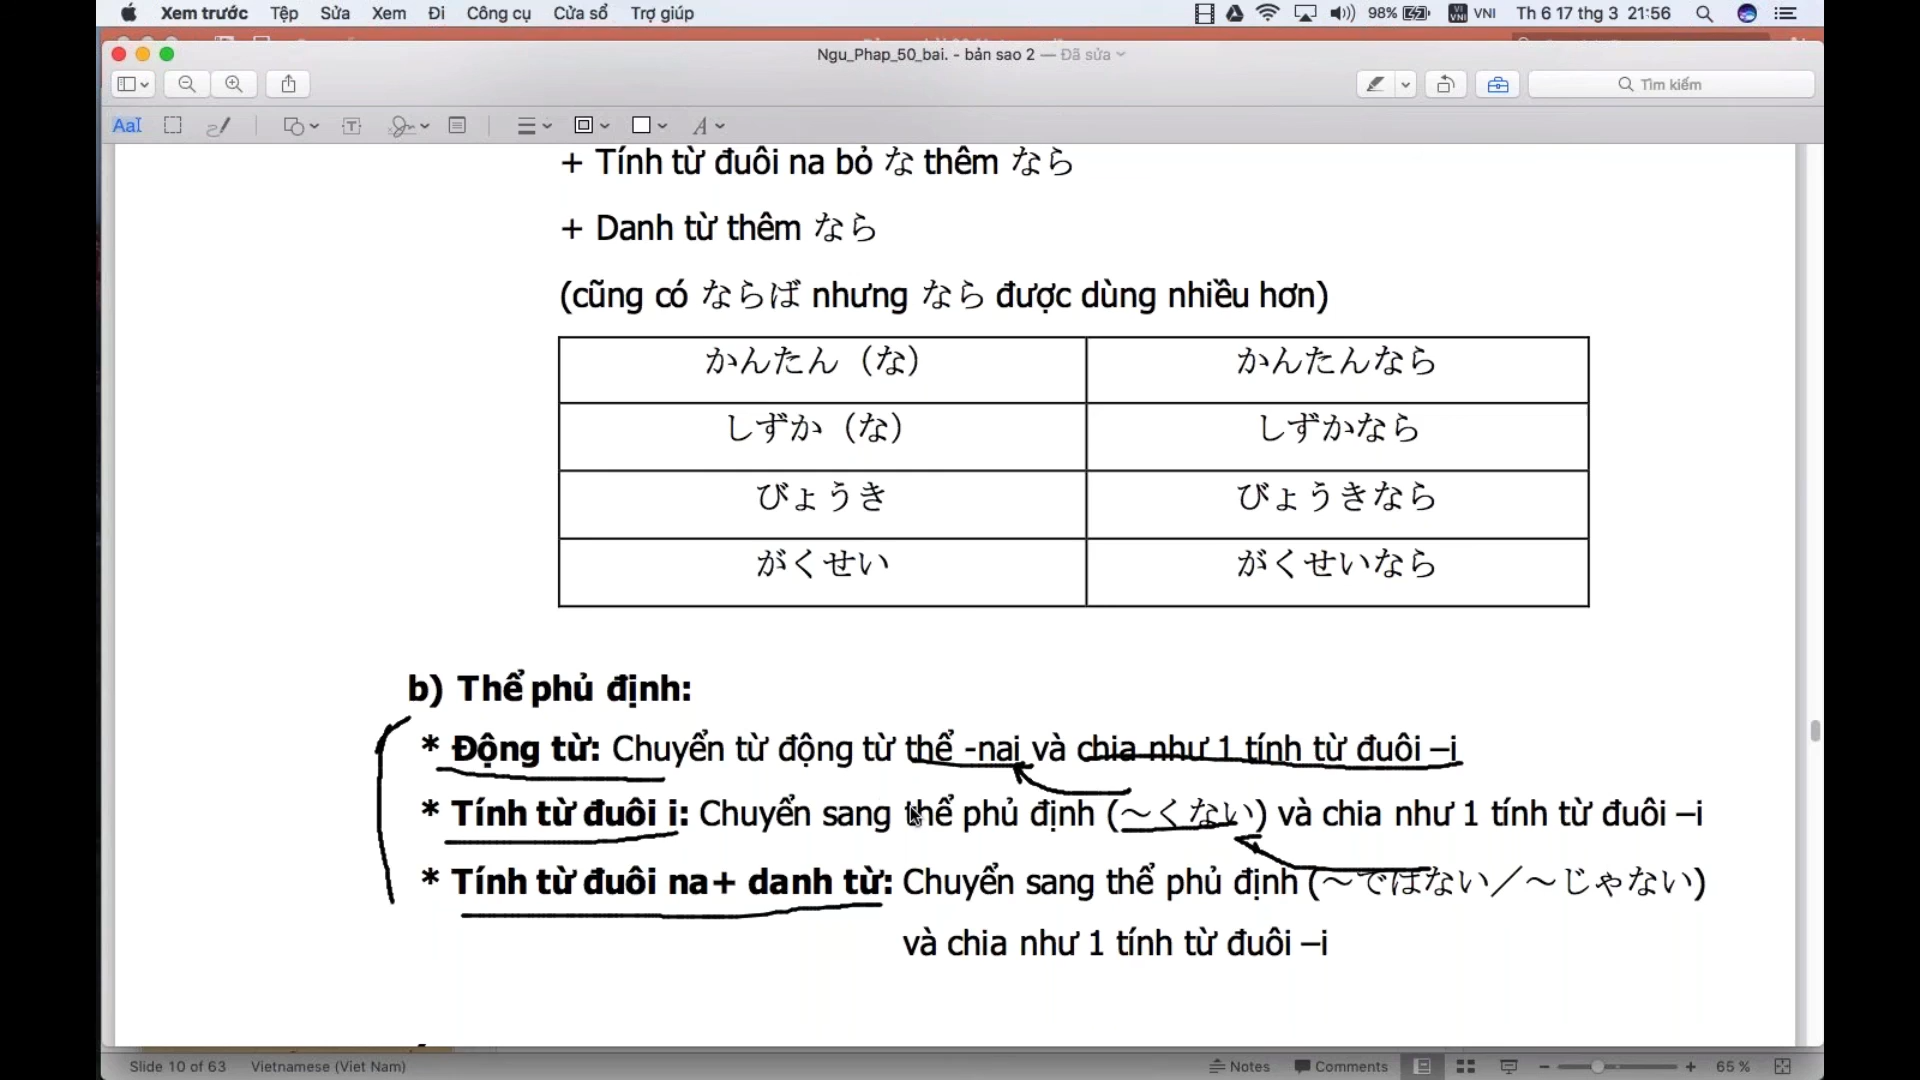 Xem trước Tệp Sửa Xem Đi Công cụ Cửa sổ Trợ giúp 98% VNI Th 6 17 thg 3 21:56
Ngu_Phap_50_bai. - bản sao 2 — Đã sửa
Tìm kiếm
+ Tính từ đuôi na bỏ な thêm なら
+ Danh từ thêm なら
(cũng có ならば nhưng なら được dùng nhiều hơn)
かんたん（な） かんたんなら
しずか（な） しずかなら
びょうき びょうきなら
がくせい がくせいなら
b) Thể phủ định:
* Động từ: Chuyển từ động từ thể -nai và chia như 1 tính từ đuôi –i
* Tính từ đuôi i: Chuyển sang thể phủ định (～くない) và chia như 1 tính từ đuôi –i
* Tính từ đuôi na+ danh từ: Chuyển sang thể phủ định (～ではない／～じゃない)
và chia như 1 tính từ đuôi –i
Slide 10 of 63 Vietnamese (Viet Nam) Notes Comments 65 %